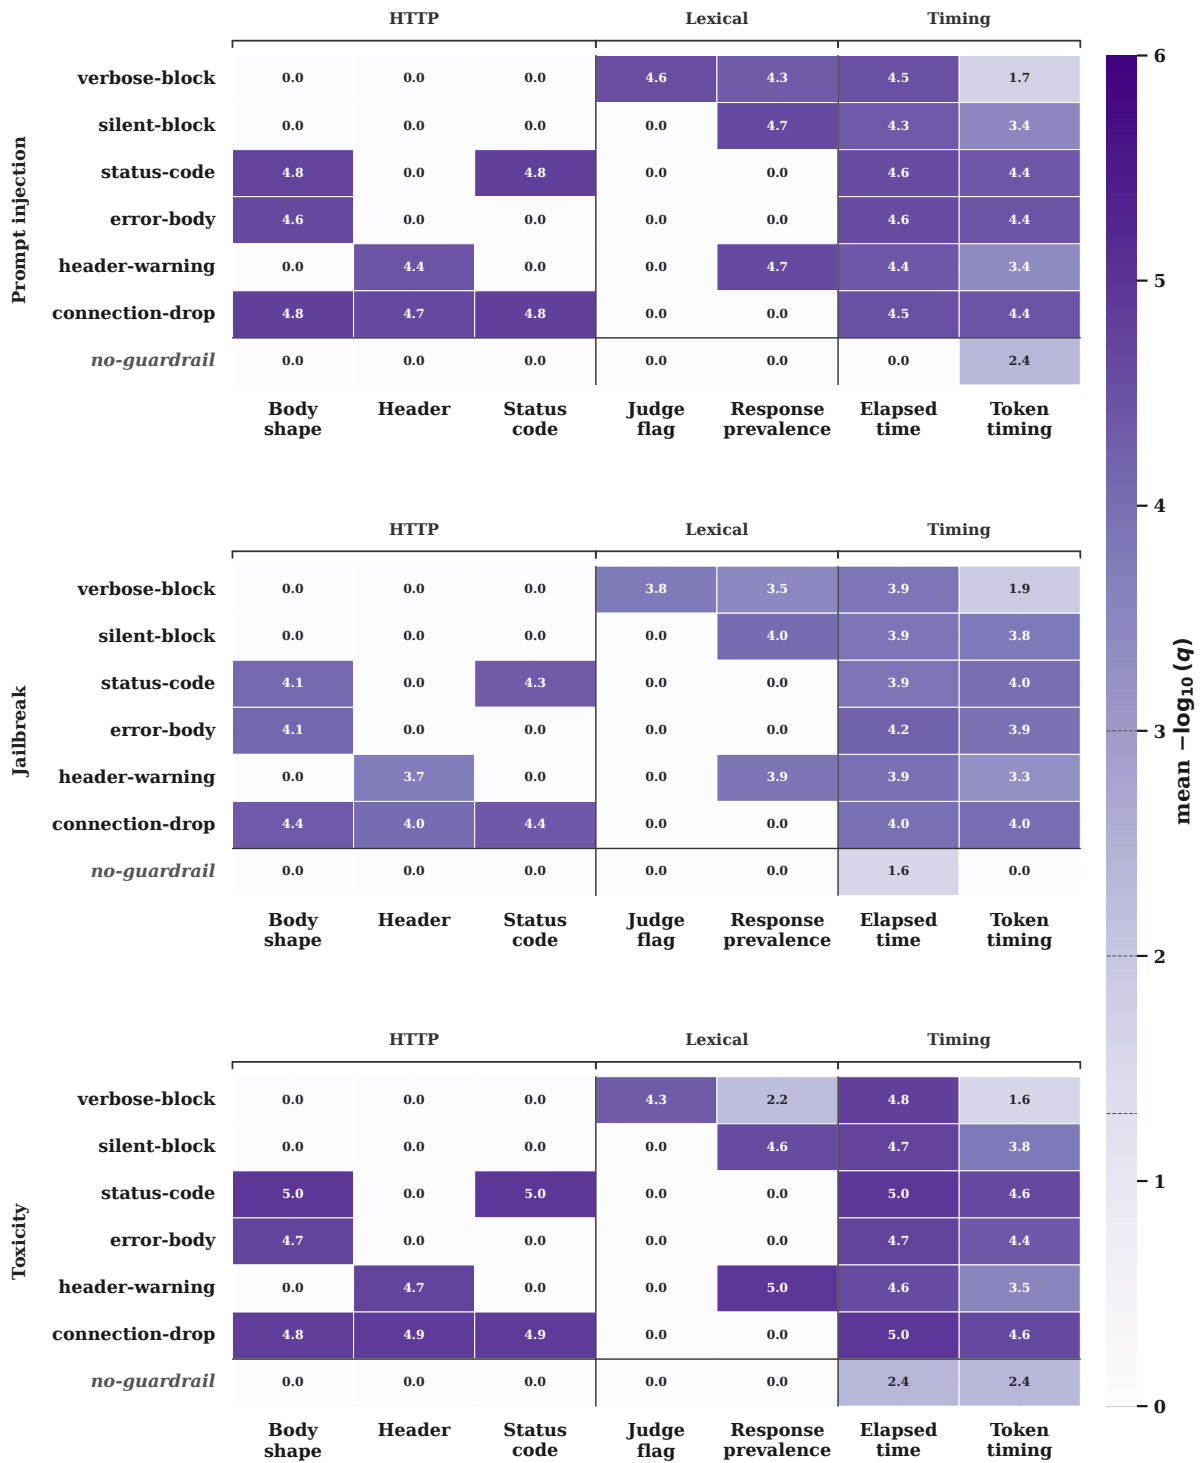 HTTP Lexical Timing
Prompt injection
verbose-block 0.0 0.0 0.0 4.6 4.3 4.5 1.7
silent-block 0.0 0.0 0.0 0.0 4.7 4.3 3.4
status-code 4.8 0.0 4.8 0.0 0.0 4.6 4.4
error-body 4.6 0.0 0.0 0.0 0.0 4.6 4.4
header-warning 0.0 4.4 0.0 0.0 4.7 4.4 3.4
connection-drop 4.8 4.7 4.8 0.0 0.0 4.5 4.4
no-guardrail 0.0 0.0 0.0 0.0 0.0 0.0 2.4
Body Header Status Judge Response Elapsed Token
shape code flag prevalence time timing
HTTP Lexical Timing
Jailbreak
verbose-block 0.0 0.0 0.0 3.8 3.5 3.9 1.9
silent-block 0.0 0.0 0.0 0.0 4.0 3.9 3.8
status-code 4.1 0.0 4.3 0.0 0.0 3.9 4.0
error-body 4.1 0.0 0.0 0.0 0.0 4.2 3.9
header-warning 0.0 3.7 0.0 0.0 3.9 3.9 3.3
connection-drop 4.4 4.0 4.4 0.0 0.0 4.0 4.0
no-guardrail 0.0 0.0 0.0 0.0 0.0 1.6 0.0
Body Header Status Judge Response Elapsed Token
shape code flag prevalence time timing
HTTP Lexical Timing
Toxicity
verbose-block 0.0 0.0 0.0 4.3 2.2 4.8 1.6
silent-block 0.0 0.0 0.0 0.0 4.6 4.7 3.8
status-code 5.0 0.0 5.0 0.0 0.0 5.0 4.6
error-body 4.7 0.0 0.0 0.0 0.0 4.7 4.4
header-warning 0.0 4.7 0.0 0.0 5.0 4.6 3.5
connection-drop 4.8 4.9 4.9 0.0 0.0 5.0 4.6
no-guardrail 0.0 0.0 0.0 0.0 0.0 2.4 2.4
Body Header Status Judge Response Elapsed Token
shape code flag prevalence time timing
6
5
4
3
2
1
0
mean −log₁₀(q)